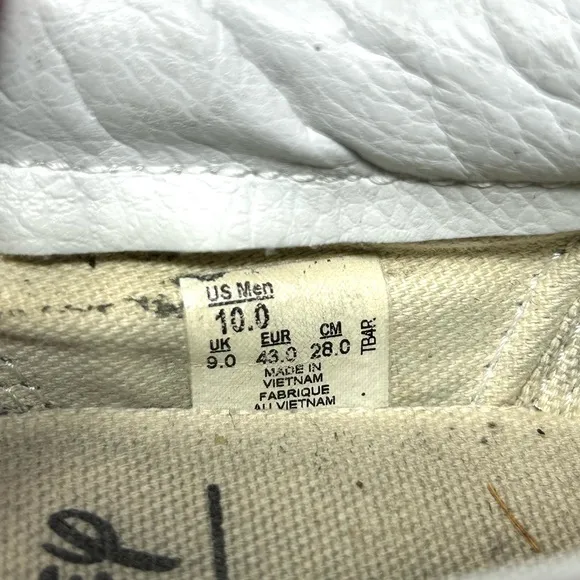 US Men
10.0
UK EUR CM
9.0 43.0 28.0
TB4R.
MADE IN
VIETNAM
FABRIQUE
AU VIETNAM